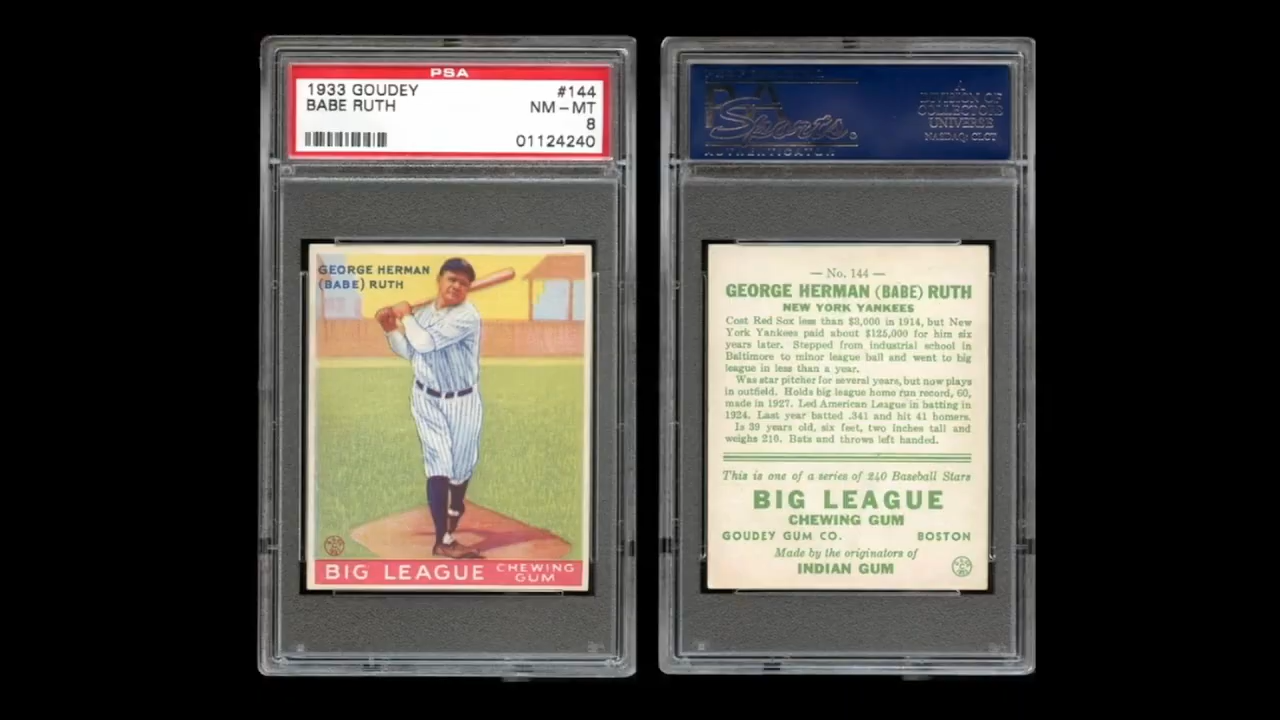 PSA
1933 GOUDEY #144
BABE RUTH NM-MT
8
01124240
GEORGE HERMAN
(BABE) RUTH
BIG LEAGUE CHEWING
GUM
Sports
A
DIVISION OF
COLLECTORS
UNIVERSE
NASDAQ: CLCT
— No. 144 —
GEORGE HERMAN (BABE) RUTH
NEW YORK YANKEES
Cost Red Sox less than $3,000 in 1914, but New
York Yankees paid about $125,000 for him six
years later. Stepped from industrial school in
Baltimore to minor league ball and went to big
league in less than a year.
Was star pitcher for several years, but now plays
in outfield. Holds big league home run record, 60,
made in 1927. Led American League in batting in
1924. Last year batted .341 and hit 41 homers.
Is 39 years old, six feet, two inches tall and
weighs 210. Bats and throws left handed.
This is one of a series of 240 Baseball Stars
BIG LEAGUE
CHEWING GUM
GOUDEY GUM CO. BOSTON
Made by the originators of
INDIAN GUM